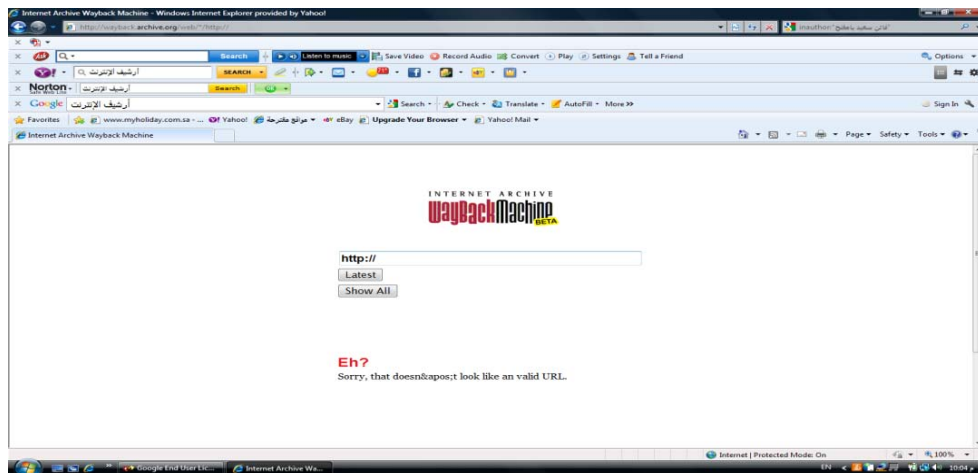 Internet Archive Wayback Machine - Windows Internet Explorer provided by Yahoo!
http://wayback.archive.org/web/*/http://
Search Listen to music Save Video Record Audio Convert Play Settings Tell a Friend Options
أرشيف الإنترنت SEARCH
Norton أرشيف الإنترنت Search
Google أرشيف الإنترنت Search Check Translate AutoFill More >> Sign In
Favorites www.myholiday.com.sa - ... Yahoo! مواقع مقترحة eBay Upgrade Your Browser Yahoo! Mail
Internet Archive Wayback Machine Page Safety Tools
INTERNET ARCHIVE
WayBackMachine
BETA
http://
Latest
Show All
Eh?
Sorry, that doesn&apos;t look like an valid URL.
Internet | Protected Mode: On 100%
Google End User Lic... Internet Archive Wa... EN 10:04 م